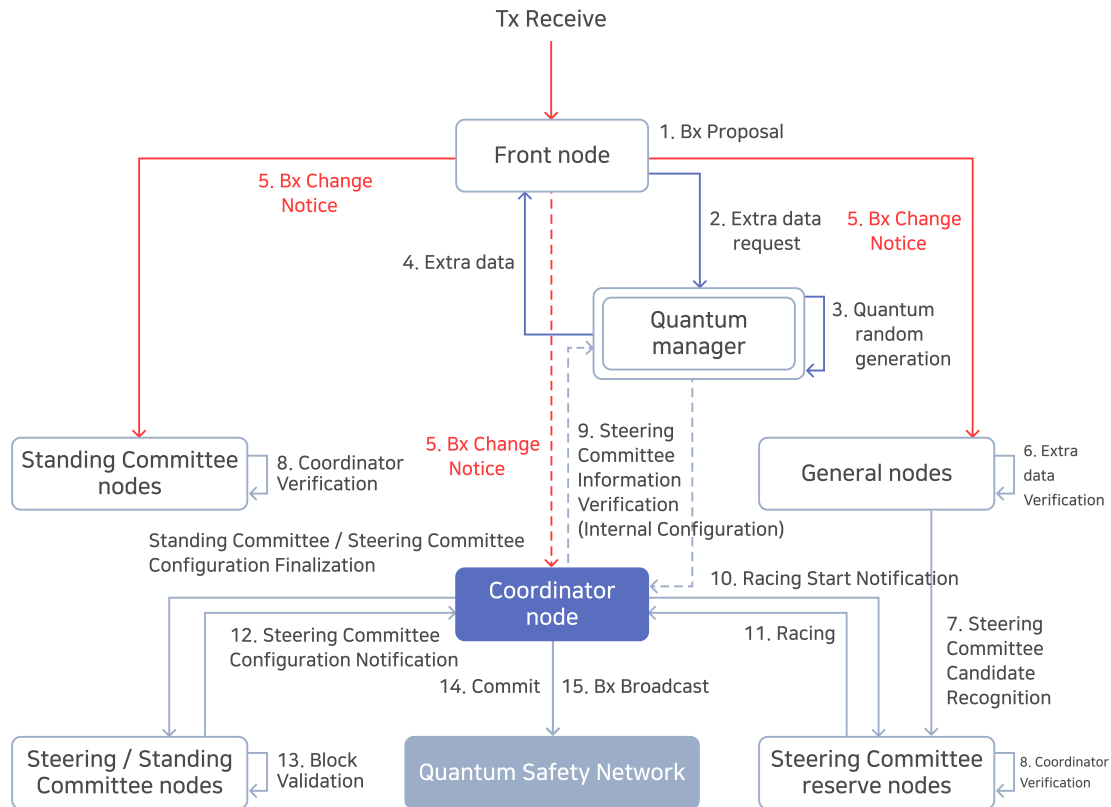 Tx Receive
1. Bx Proposal
Front node
5. Bx Change
Notice
2. Extra data
request
5. Bx Change
Notice
4. Extra data
Quantum
manager
3. Quantum
random
generation
Standing Committee
nodes
8. Coordinator
Verification
5. Bx Change
Notice
9. Steering
Committee
Information
Verification
(Internal Configuration)
General nodes
6. Extra
data
Verification
Standing Committee / Steering Committee
Configuration Finalization
Coordinator
node
10. Racing Start Notification
12. Steering Committee
Configuration Notification
11. Racing
7. Steering
Committee
Candidate
Recognition
14. Commit
15. Bx Broadcast
Steering / Standing
Committee nodes
13. Block
Validation
Quantum Safety Network
Steering Committee
reserve nodes
8. Coordinator
Verification